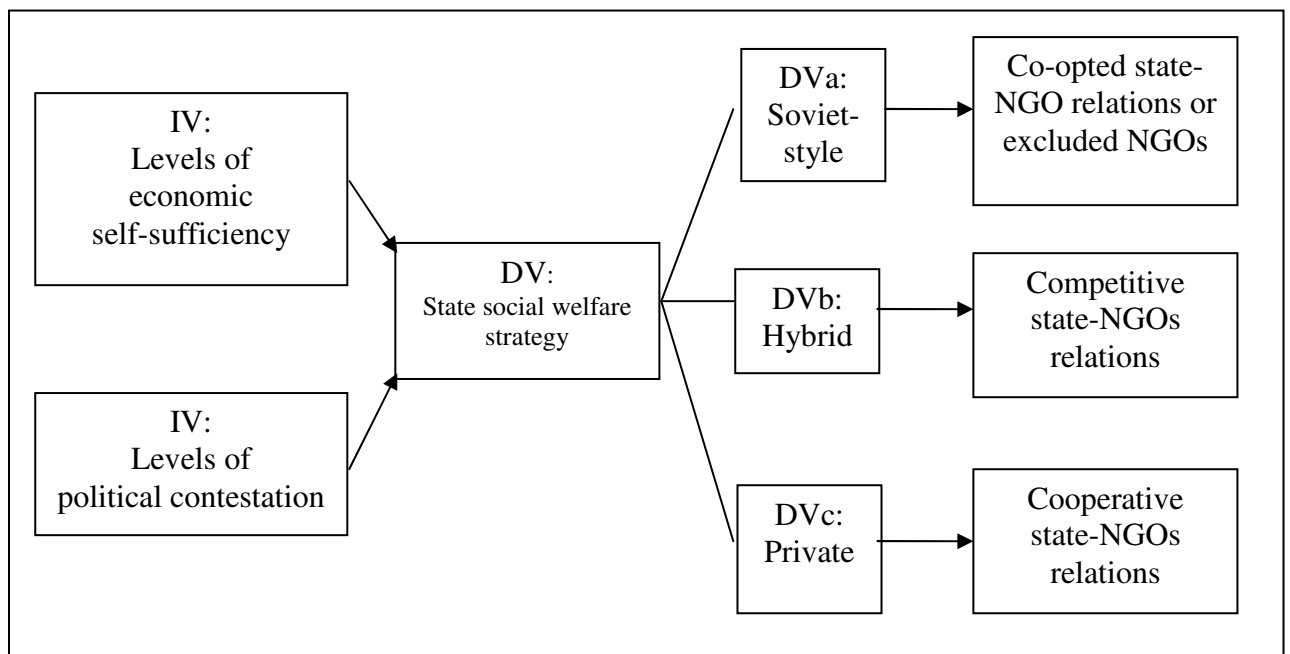 IV:
Levels of
economic
self-sufficiency
IV:
Levels of
political contestation
DV:
State social welfare
strategy
DVa:
Soviet-
style
Co-opted state-
NGO relations or
excluded NGOs
DVb:
Hybrid
Competitive
state-NGOs
relations
DVc:
Private
Cooperative
state-NGOs
relations